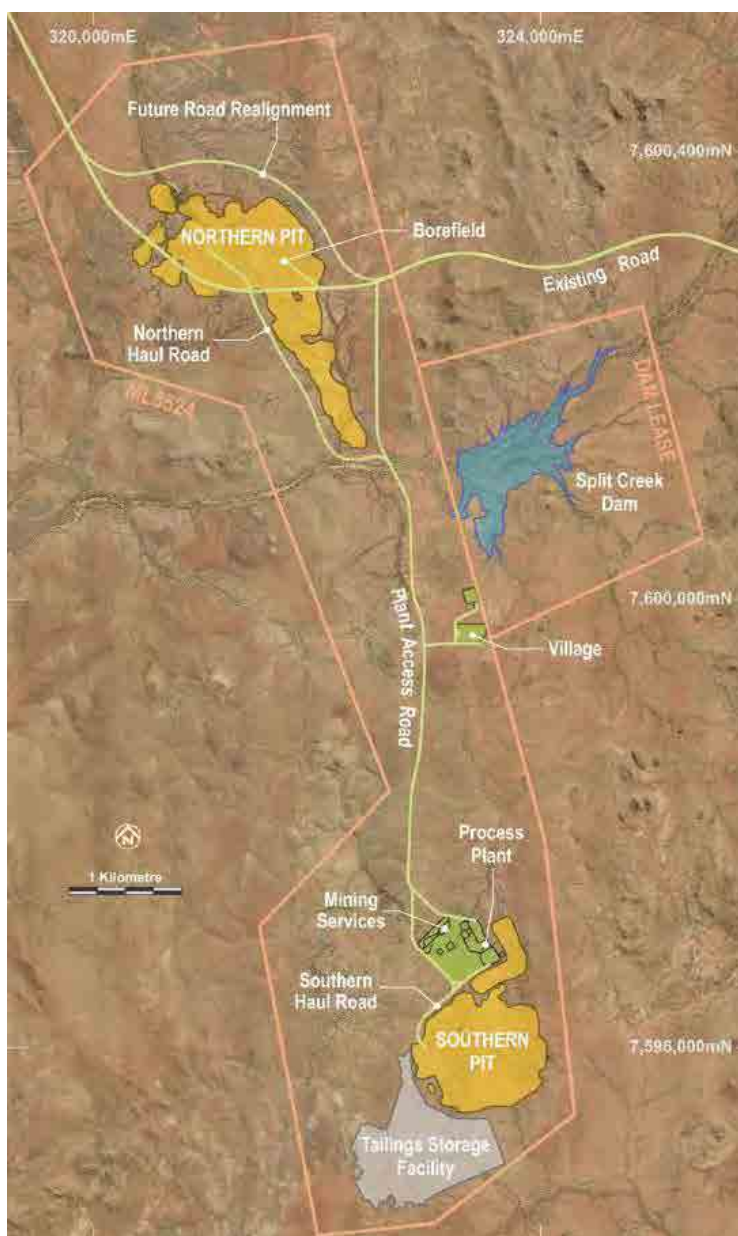 320,000mE
324,000mE
Future Road Realignment
7,600,400mN
NORTHERN PIT
Borefield
Existing Road
Northern
Haul Road
ML5524
DAM LEASE
Split Creek
Dam
7,600,000mN
Village
Plant Access Road
N
1 Kilometre
Process
Plant
Mining
Services
Southern
Haul Road
SOUTHERN
PIT
7,596,000mN
Tailings Storage
Facility